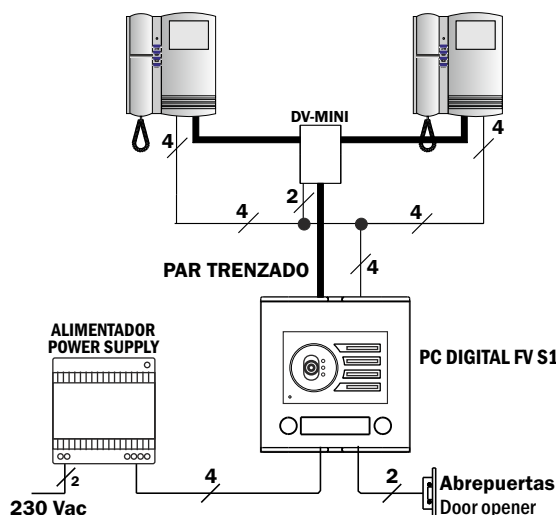 DV-MINI
4
4
2
4
4
PAR TRENZADO
4
ALIMENTADOR
POWER SUPPLY
PC DIGITAL FV S1
2
4
2
230 Vac
Abrepuertas
Door opener